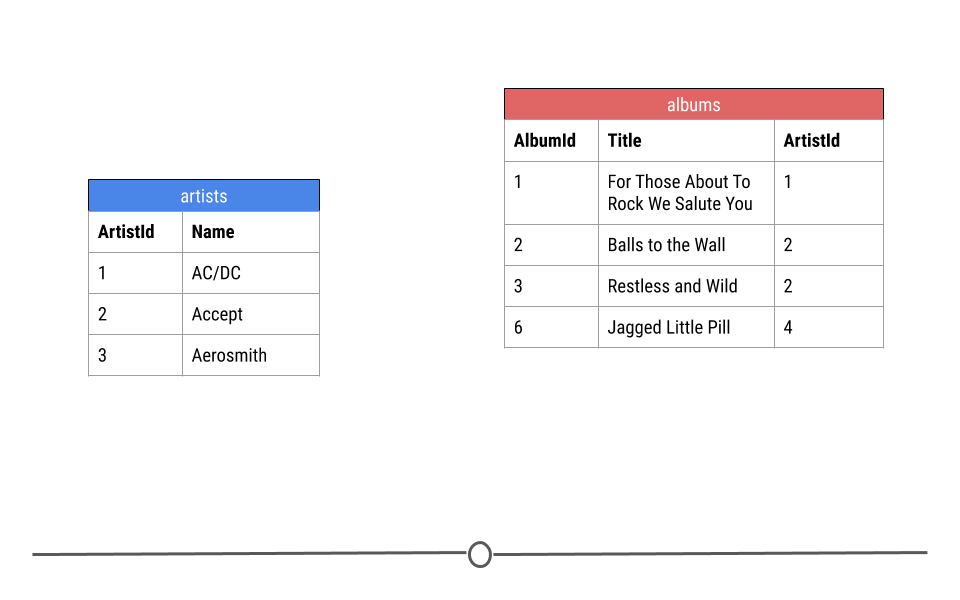 artists
ArtistId Name
1 AC/DC
2 Accept
3 Aerosmith
albums
AlbumId Title ArtistId
1 For Those About To 1
Rock We Salute You
2 Balls to the Wall 2
3 Restless and Wild 2
6 Jagged Little Pill 4